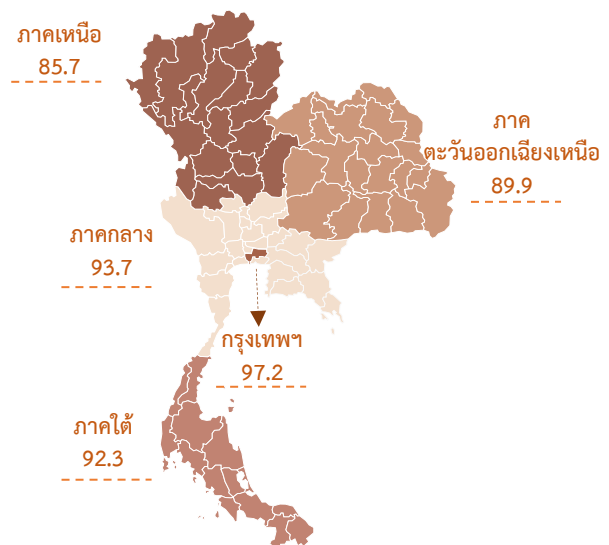 ภาคเหนือ
85.7
ภาค
ตะวันออกเฉียงเหนือ
89.9
ภาคกลาง
93.7
กรุงเทพฯ
97.2
ภาคใต้
92.3